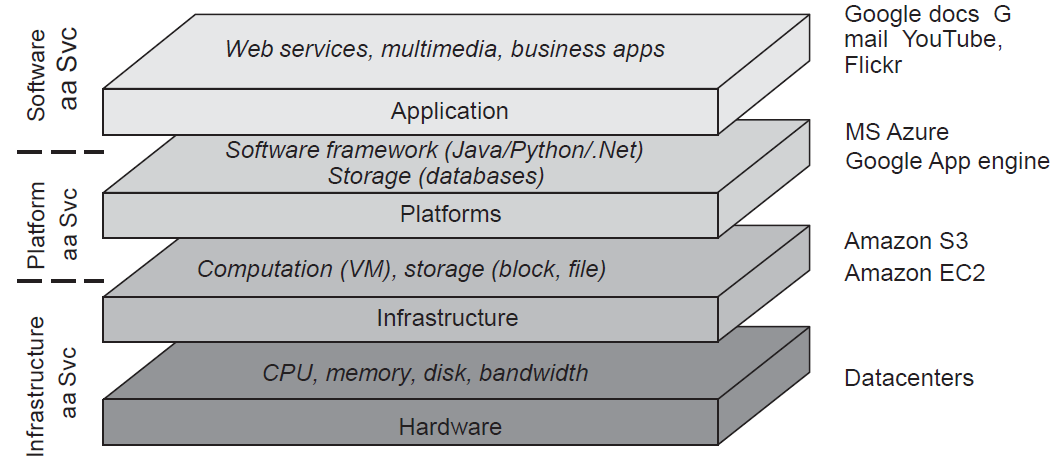 Software
aa Svc
Web services, multimedia, business apps
Application
Google docs G
mail YouTube,
Flickr
Platform
aa Svc
Software framework (Java/Python/.Net)
Storage (databases)
Platforms
MS Azure
Google App engine
Infrastructure
aa Svc
Computation (VM), storage (block, file)
Infrastructure
Amazon S3
Amazon EC2
CPU, memory, disk, bandwidth
Hardware
Datacenters